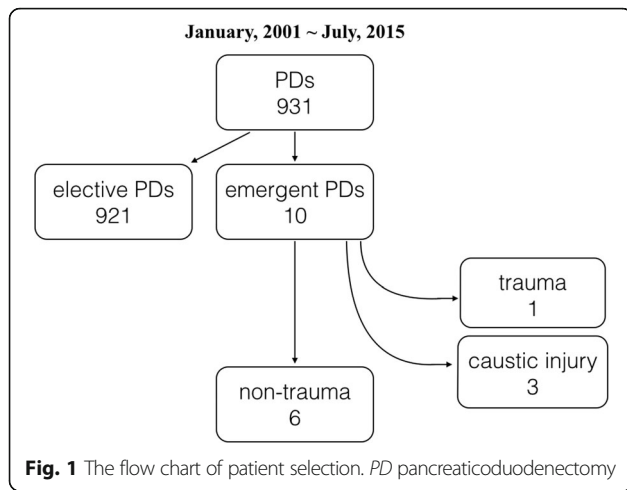 January, 2001 ~ July, 2015
PDs
931
elective PDs
921
emergent PDs
10
trauma
1
caustic injury
3
non-trauma
6
Fig. 1 The flow chart of patient selection. PD pancreaticoduodenectomy